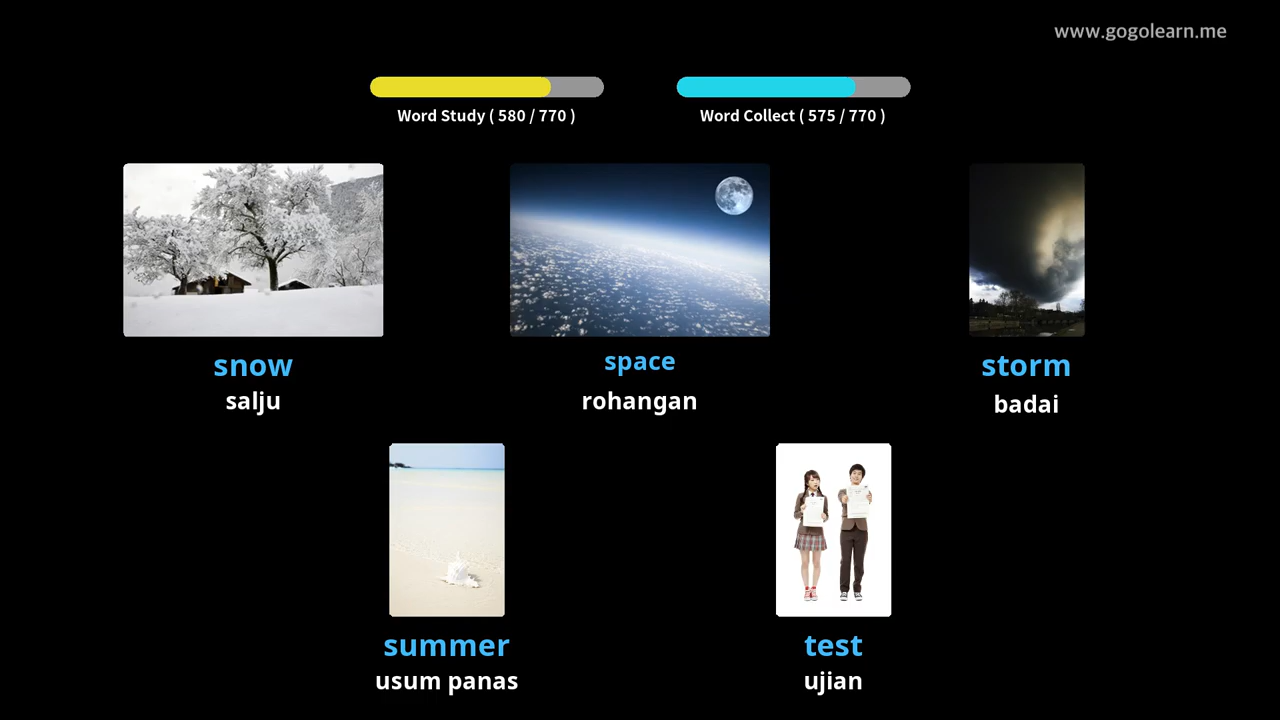 www.gogolearn.me
Word Study ( 580 / 770 )
Word Collect ( 575 / 770 )
snow
salju
space
rohangan
storm
badai
summer
usum panas
test
ujian